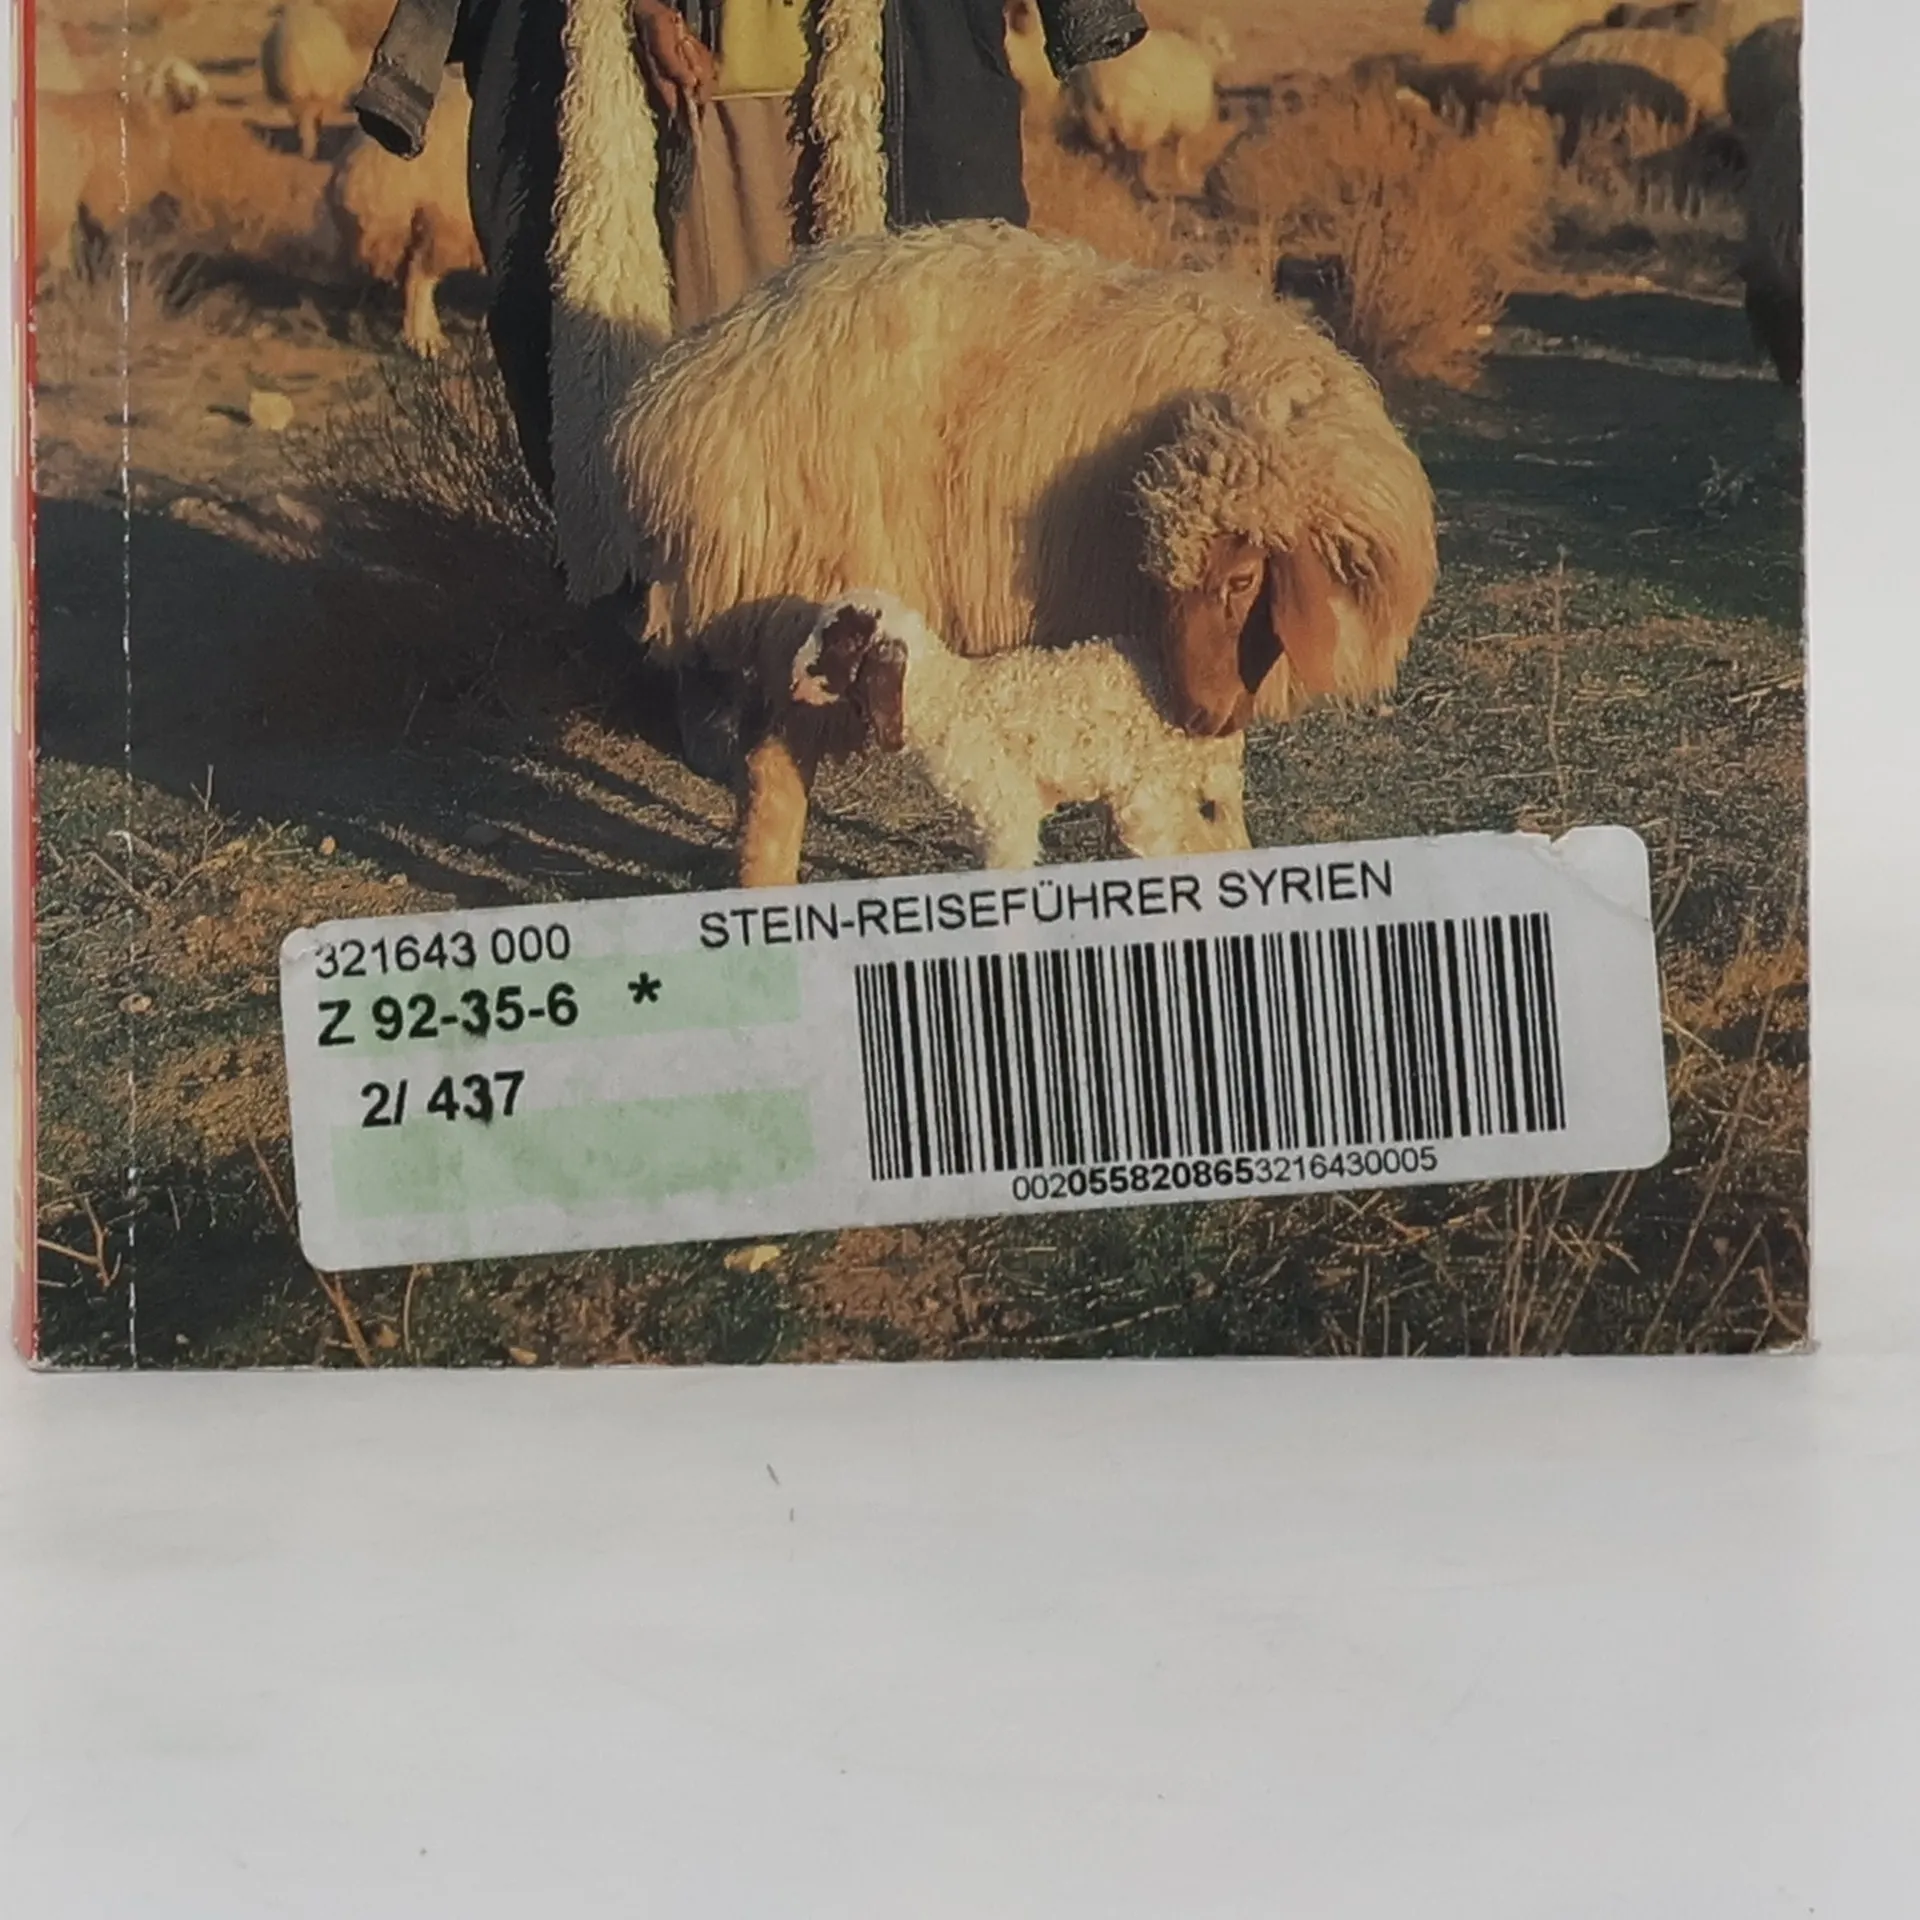 STEIN-REISEFÜHRER SYRIEN
321643 000
Z 92-35-6 *
2/ 437
0020558208653216430005